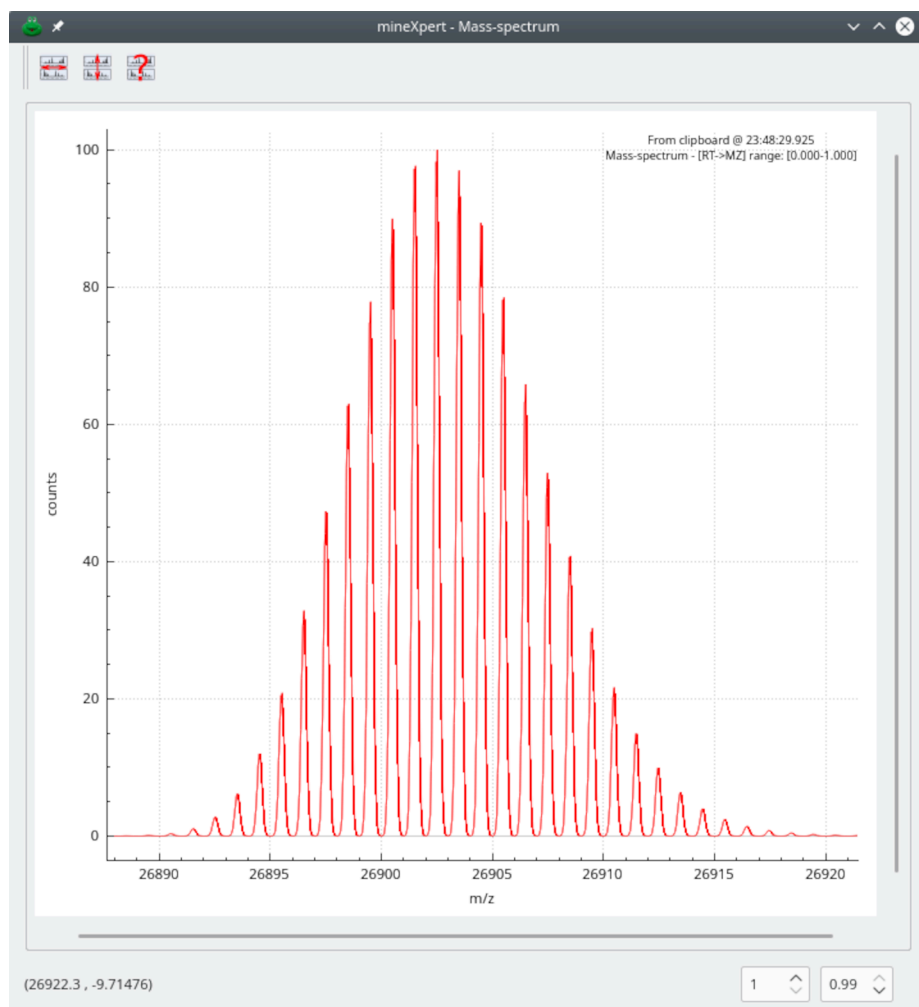 mineXpert - Mass-spectrum
From clipboard @ 23:48:29.925
Mass-spectrum - [RT->MZ] range: [0.000-1.000]
100
80
60
40
20
0
counts
26890 26895 26900 26905 26910 26915 26920
m/z
(26922.3 , -9.71476)
1 0.99